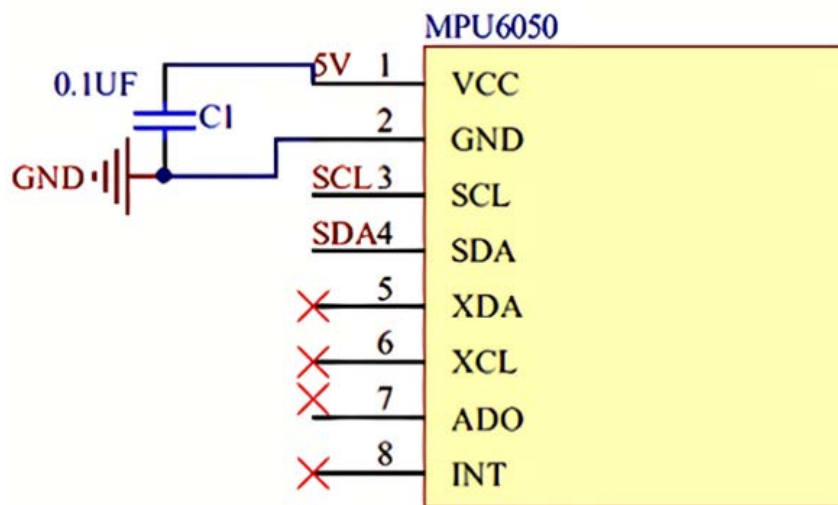 MPU6050
5V 1 VCC
0.1UF
C1
2 GND
GND
SCL 3 SCL
SDA 4 SDA
5 XDA
6 XCL
7 ADO
8 INT